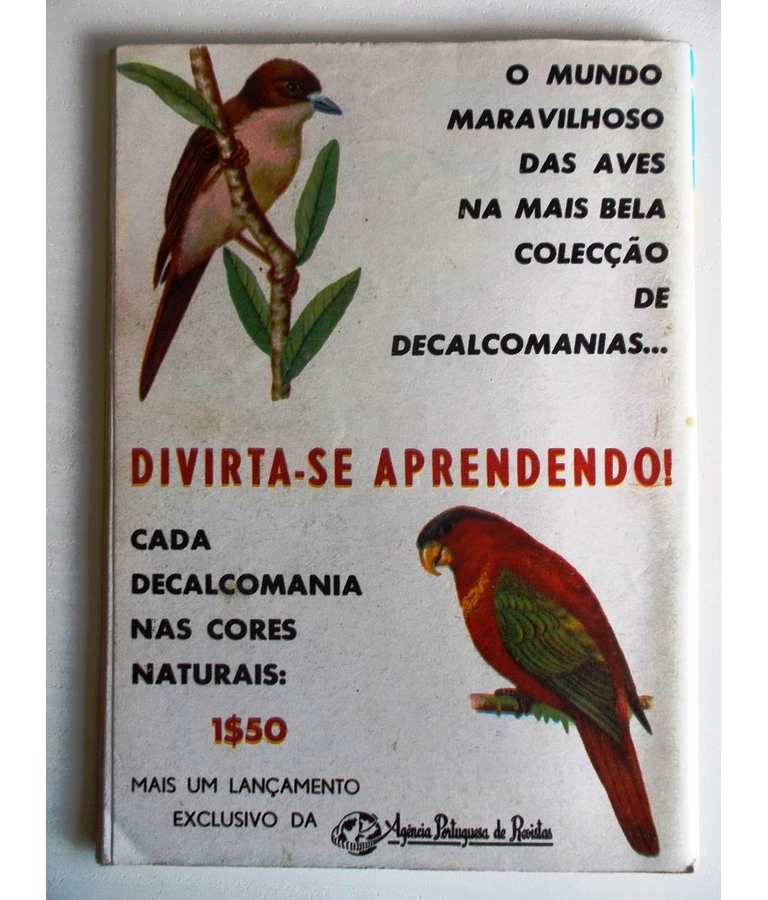 O MUNDO
MARAVILHOSO
DAS AVES
NA MAIS BELA
COLECÇÃO
DE
DECALCOMANIAS...
DIVIRTA-SE APRENDENDO!
CADA
DECALCOMANIA
NAS CORES
NATURAIS:
1$50
MAIS UM LANÇAMENTO
EXCLUSIVO DA Agência Portuguesa de Revistas